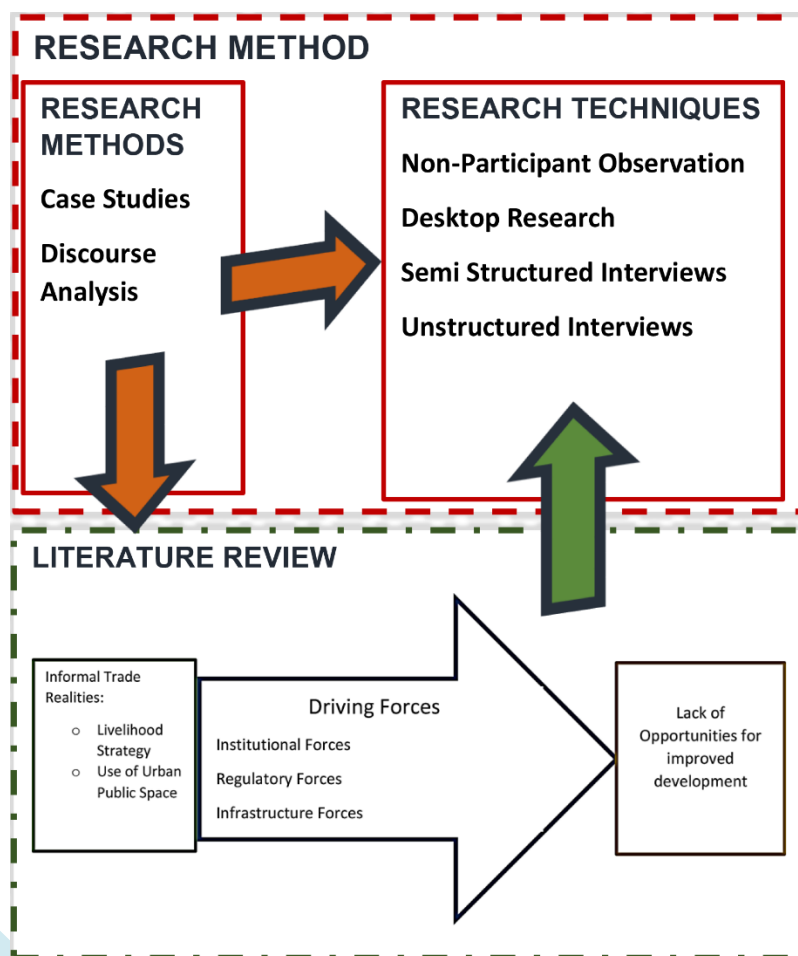 RESEARCH METHOD
RESEARCH
METHODS
Case Studies
Discourse
Analysis
RESEARCH TECHNIQUES
Non-Participant Observation
Desktop Research
Semi Structured Interviews
Unstructured Interviews
LITERATURE REVIEW
Informal Trade
Realities:
o Livelihood
Strategy
o Use of Urban
Public Space
Driving Forces
Institutional Forces
Regulatory Forces
Infrastructure Forces
Lack of
Opportunities for
improved
development